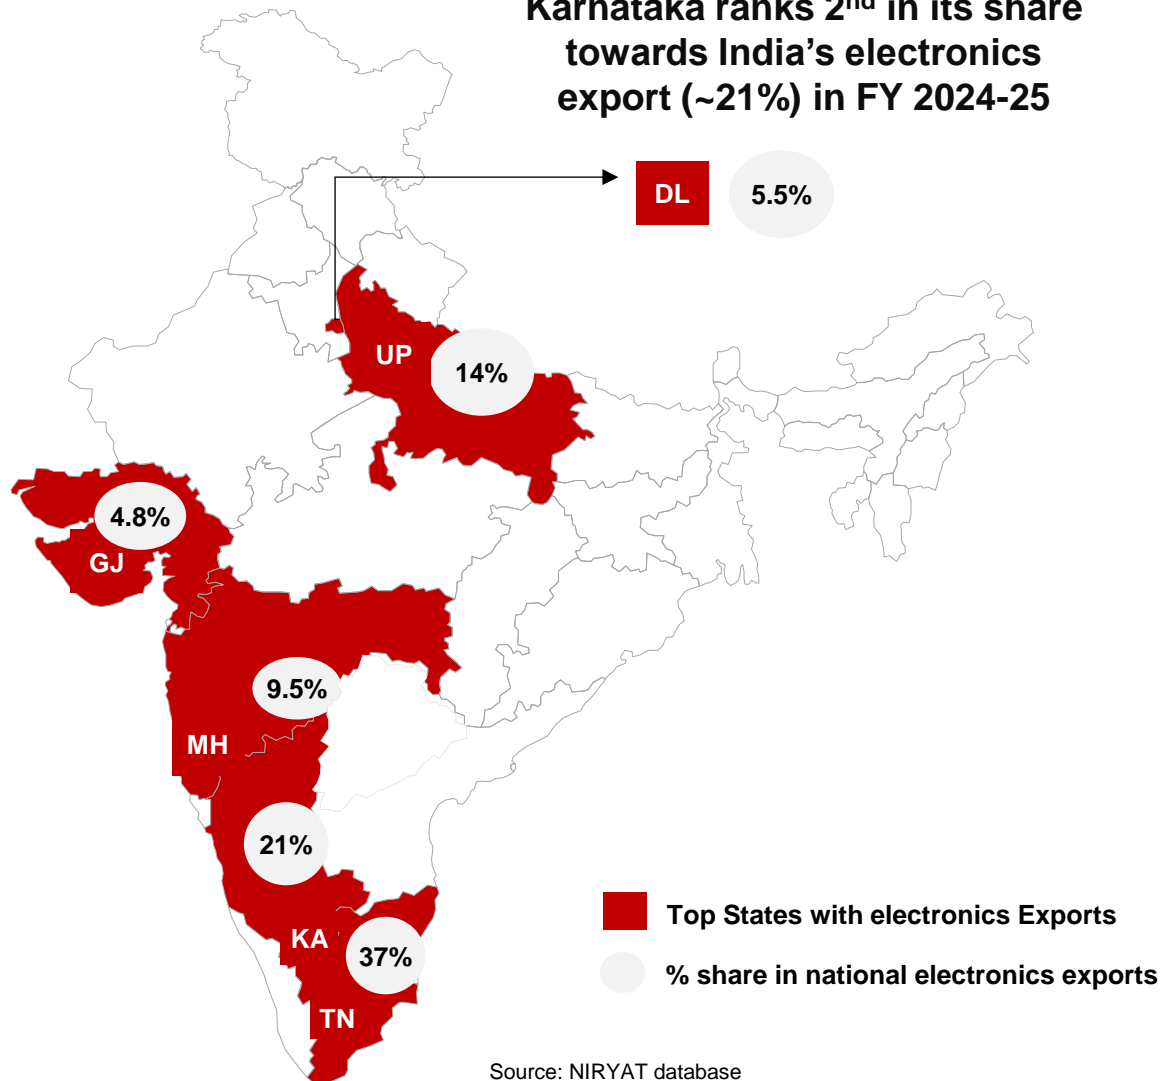 Karnataka ranks 2nd in its share
towards India's electronics
export (~21%) in FY 2024-25
DL
5.5%
UP
14%
4.8%
GJ
9.5%
MH
21%
KA
37%
TN
Top States with electronics Exports
% share in national electronics exports
Source: NIRYAT database